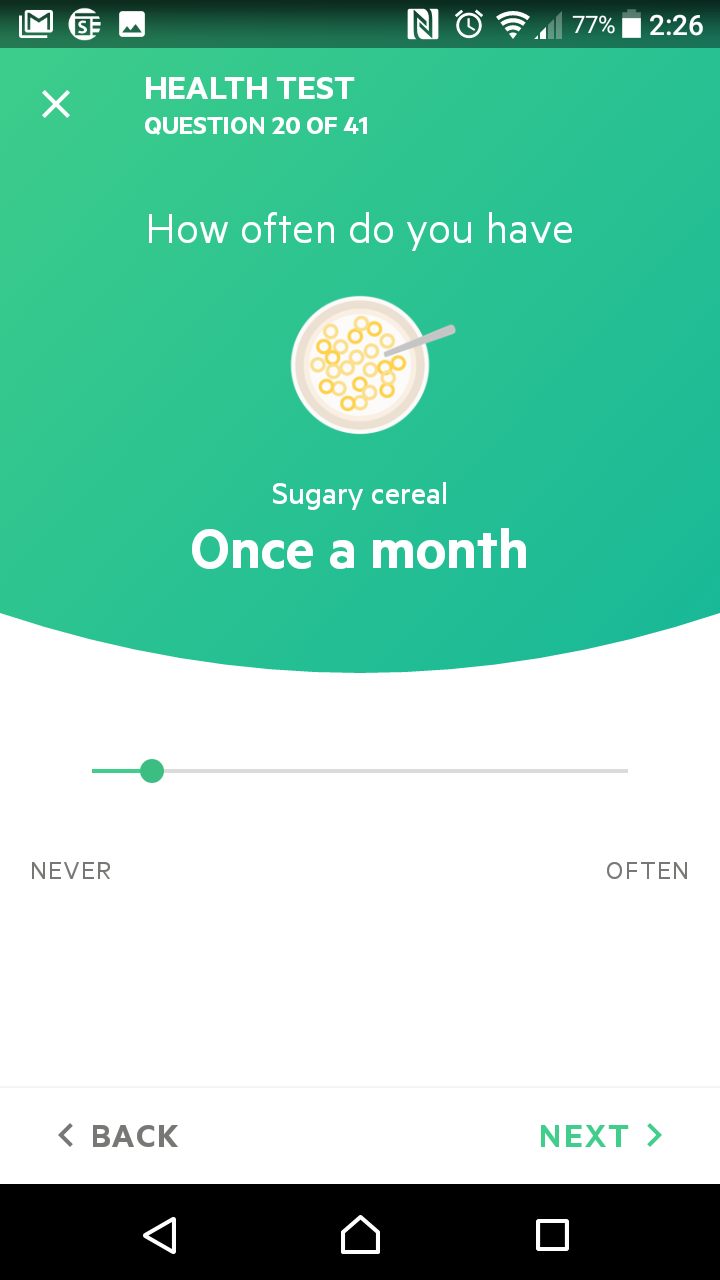 77% 2:26
HEALTH TEST
QUESTION 20 OF 41
How often do you have
Sugary cereal
Once a month
NEVER OFTEN
BACK NEXT